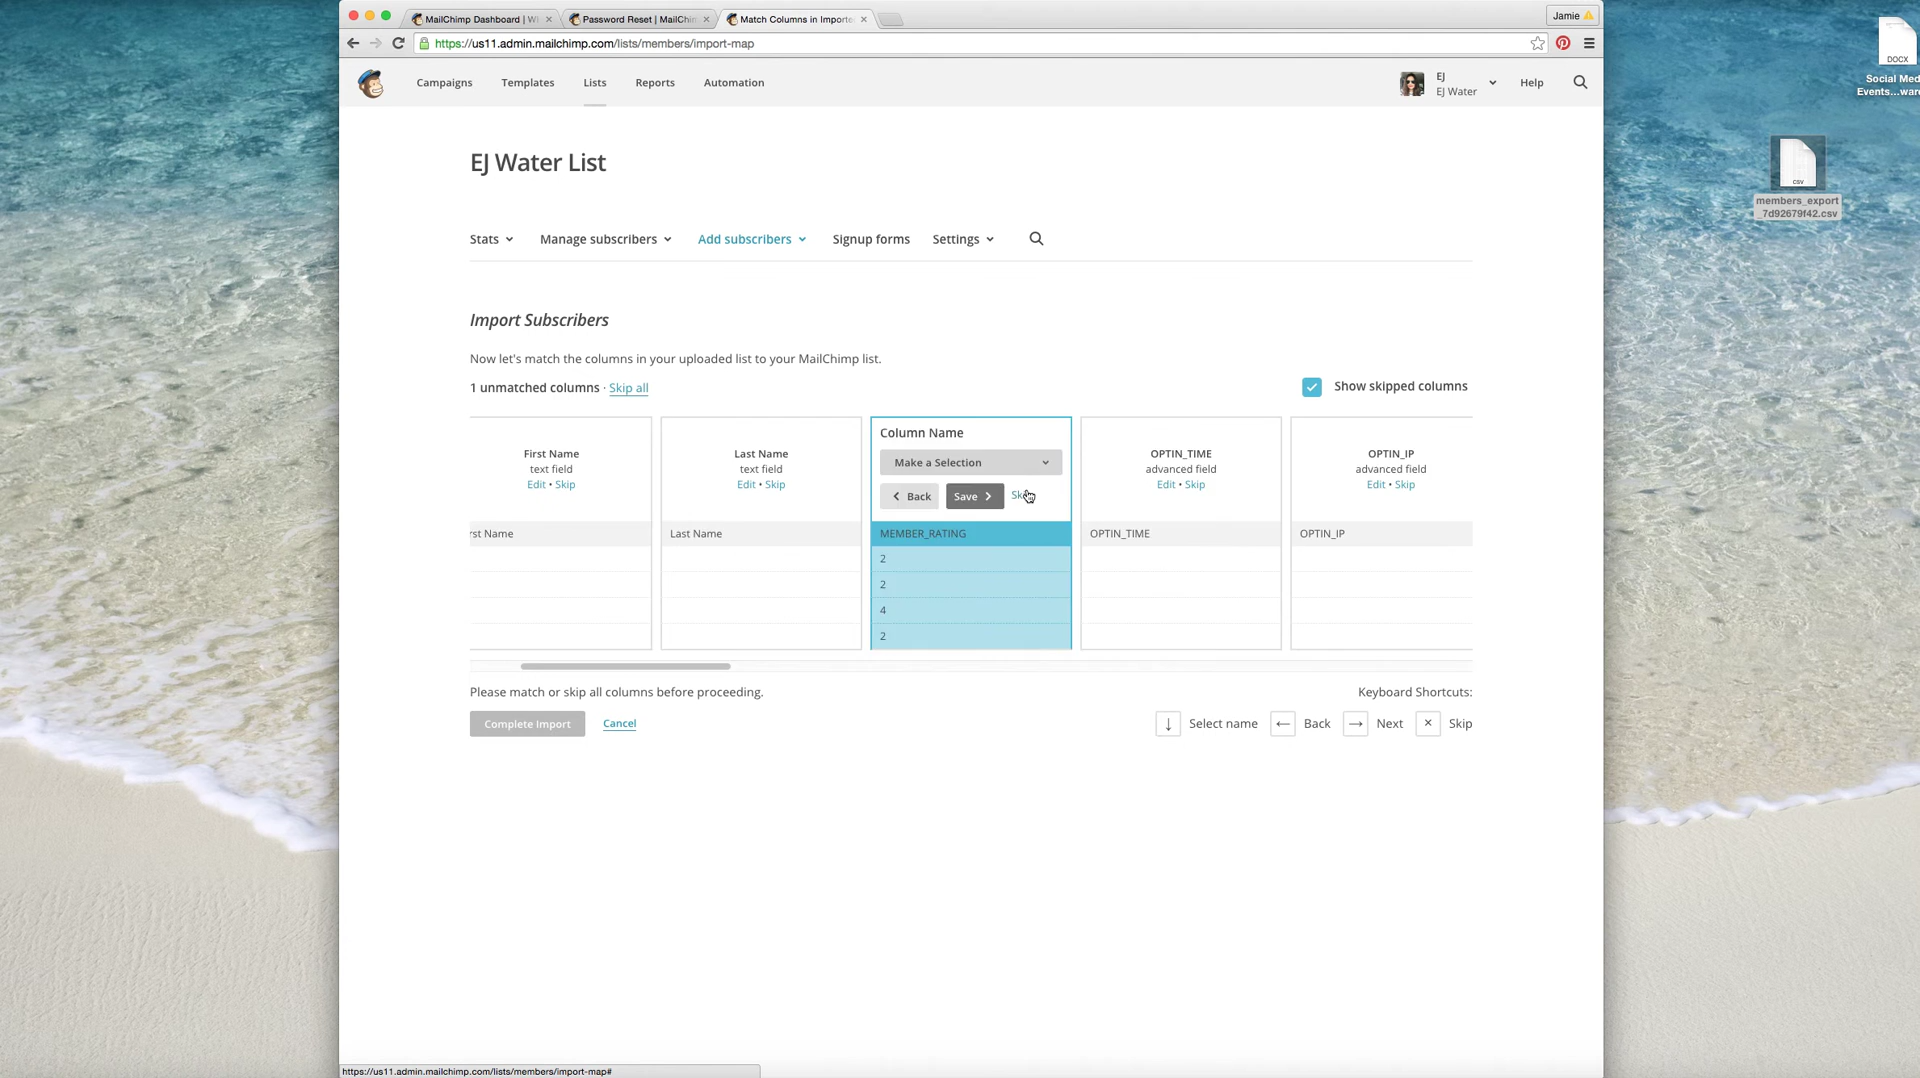 MailChimp Dashboard | Wi
Password Reset | MailChim
Match Columns in Importe
Jamie
https://us11.admin.mailchimp.com/lists/members/import-map
Campaigns
Templates
Lists
Reports
Automation
EJ
EJ Water
Help
EJ Water List
Stats
Manage subscribers
Add subscribers
Signup forms
Settings
Import Subscribers
Now let's match the columns in your uploaded list to your MailChimp list.
1 unmatched columns · Skip all
Show skipped columns
First Name
text field
Edit • Skip
rst Name
Last Name
text field
Edit • Skip
Last Name
Column Name
Make a Selection
Back
Save
MEMBER_RATING
2
2
4
2
OPTIN_TIME
advanced field
Edit • Skip
OPTIN_TIME
OPTIN_IP
advanced field
Edit • Skip
OPTIN_IP
Please match or skip all columns before proceeding.
Keyboard Shortcuts:
Complete Import
Cancel
↓ Select name
← Back
→ Next
× Skip
https://us11.admin.mailchimp.com/lists/members/import-map#
DOCX
Social Med
Events...war
csv
members_export
_7d92679f42.csv